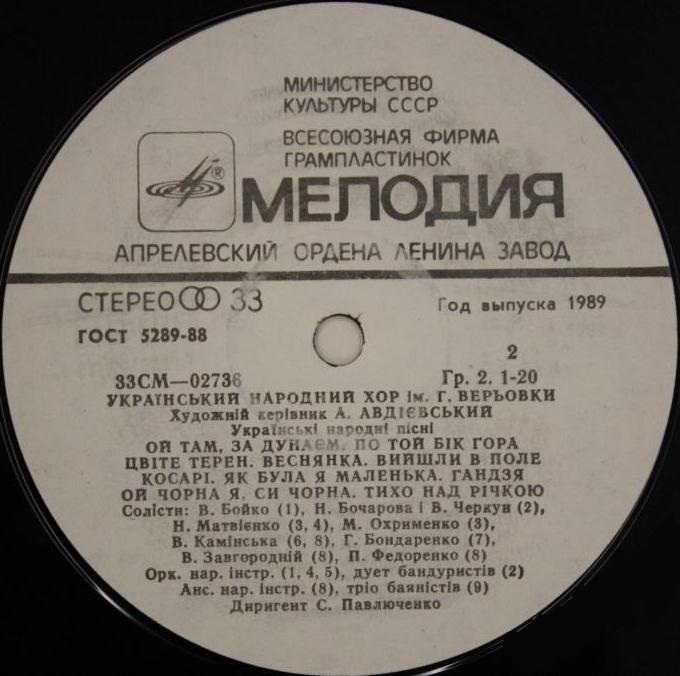 МИНИСТЕРСТВО
КУЛЬТУРЫ СССР
ВСЕСОЮЗНАЯ ФИРМА
ГРАМПЛАСТИНОК
®
МЕЛОДИЯ
АПРЕЛЕВСКИЙ ОРДЕНА ЛЕНИНА ЗАВОД
СТЕРЕО 33
Год выпуска 1989
ГОСТ 5289-88
2
33СМ—02736
Гр. 2. 1-20
УКРАЇНСЬКИЙ НАРОДНИЙ ХОР ім. Г. ВЕРЬОВКИ
Художній керівник А. АВДІЄВСЬКИЙ
Українські народні пісні
ОЙ ТАМ, ЗА ДУНАЄМ. ПО ТОЙ БІК ГОРА
ЦВІТЕ ТЕРЕН. ВЕСНЯНКА. ВИЙШЛИ В ПОЛЕ
КОСАРІ. ЯК БУЛА Я МАЛЕНЬКА. ГАНДЗЯ
ОЙ ЧОРНА Я, СИ ЧОРНА. ТИХО НАД РІЧКОЮ
Солісти: В. Бойко (1), Н. Бочарова і В. Черкун (2),
Н. Матвієнко (3, 4), М. Охрименко (3),
В. Камінська (6, 8), Г. Бондаренко (7),
В. Завгородній (8), П. Федоренко (8)
Орк. нар. інстр. (1, 4, 5), дует бандуристів (2)
Анс. нар. інстр. (8), тріо баяністів (9)
Диригент С. Павлюченко